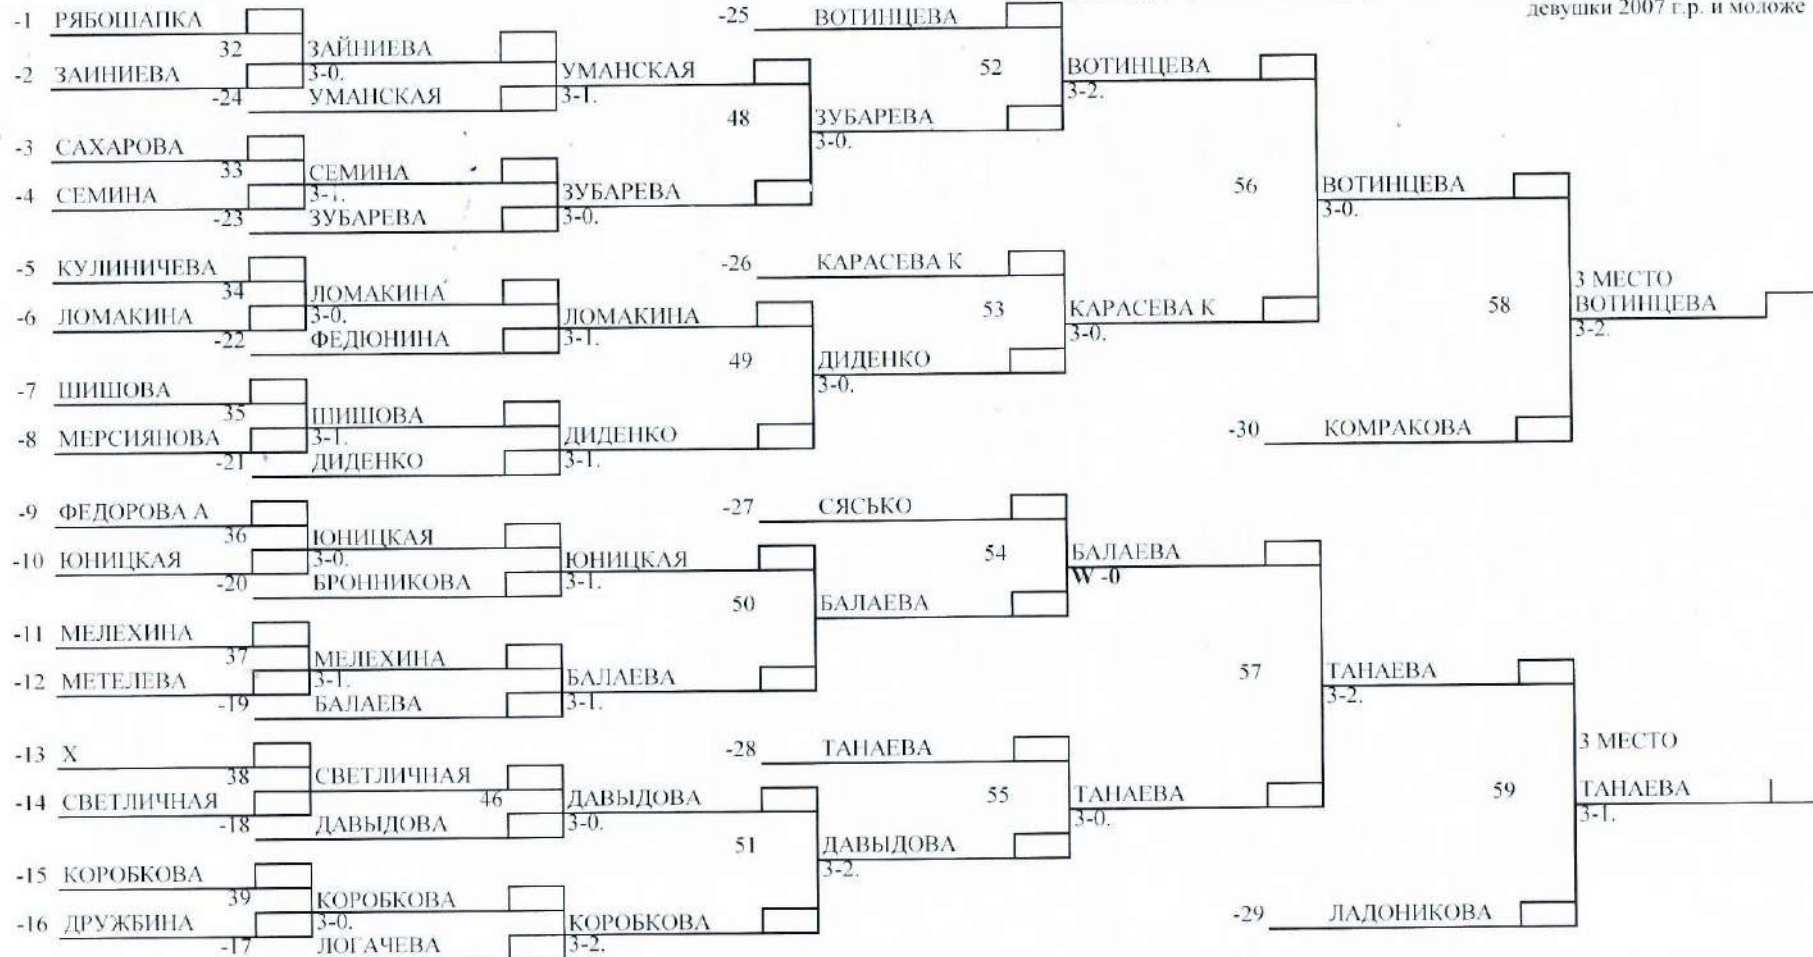 девушки 2007 г.р. и моложе
-1 РЯБОШАПКА
32
-2 ЗАЙНИЕВА
ЗАЙНИЕВА
3-0.
-24 УМАНСКАЯ
УМАНСКАЯ
3-1.
-3 САХАРОВА
33
-4 СЕМИНА
СЕМИНА
3-1.
-23 ЗУБАРЕВА
ЗУБАРЕВА
3-0.
48
ЗУБАРЕВА
3-0.
-25 ВОТИНЦЕВА
52
ВОТИНЦЕВА
3-2.
-5 КУЛИНИЧЕВА
34
-6 ЛОМАКИНА
ЛОМАКИНА
3-0.
-22 ФЕДЮНИНА
ЛОМАКИНА
3-1.
-7 ШИШОВА
35
-8 МЕРСИЯНОВА
ШИШОВА
3-1.
-21 ДИДЕНКО
ДИДЕНКО
3-1.
49
ДИДЕНКО
3-0.
-26 КАРАСЕВА К
53
КАРАСЕВА К
3-0.
56
ВОТИНЦЕВА
3-0.
-30 КОМРАКОВА
58
3 МЕСТО
ВОТИНЦЕВА
3-2.
-9 ФЕДОРОВА А
36
-10 ЮНИЦКАЯ
ЮНИЦКАЯ
3-0.
-20 БРОННИКОВА
ЮНИЦКАЯ
3-1.
-11 МЕЛЕХИНА
37
-12 МЕТЕЛЕВА
МЕЛЕХИНА
3-1.
-19 БАЛАЕВА
БАЛАЕВА
3-1.
50
БАЛАЕВА
-27 СЯСЬКО
54
БАЛАЕВА
W -0
-13 X
38
-14 СВЕТЛИЧНАЯ
СВЕТЛИЧНАЯ
46
-18 ДАВЫДОВА
ДАВЫДОВА
3-0.
-15 КОРОБКОВА
39
-16 ДРУЖБИНА
КОРОБКОВА
3-0.
-17 ЛОГАЧЕВА
КОРОБКОВА
3-2.
51
ДАВЫДОВА
3-2.
-28 ТАНАЕВА
55
ТАНАЕВА
3-0.
57
ТАНАЕВА
3-2.
-29 ЛАДОНИКОВА
59
3 МЕСТО
ТАНАЕВА
3-1.